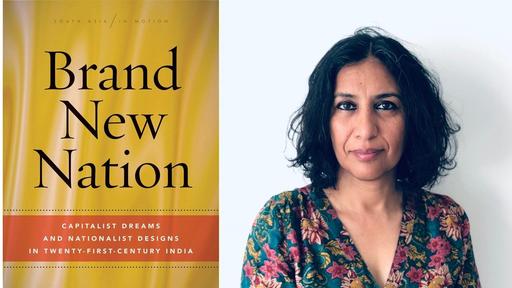 SOUTH ASIA / IN MOTION
Brand
New
Nation
CAPITALIST DREAMS
AND NATIONALIST DESIGNS
IN TWENTY-FIRST-CENTURY INDIA